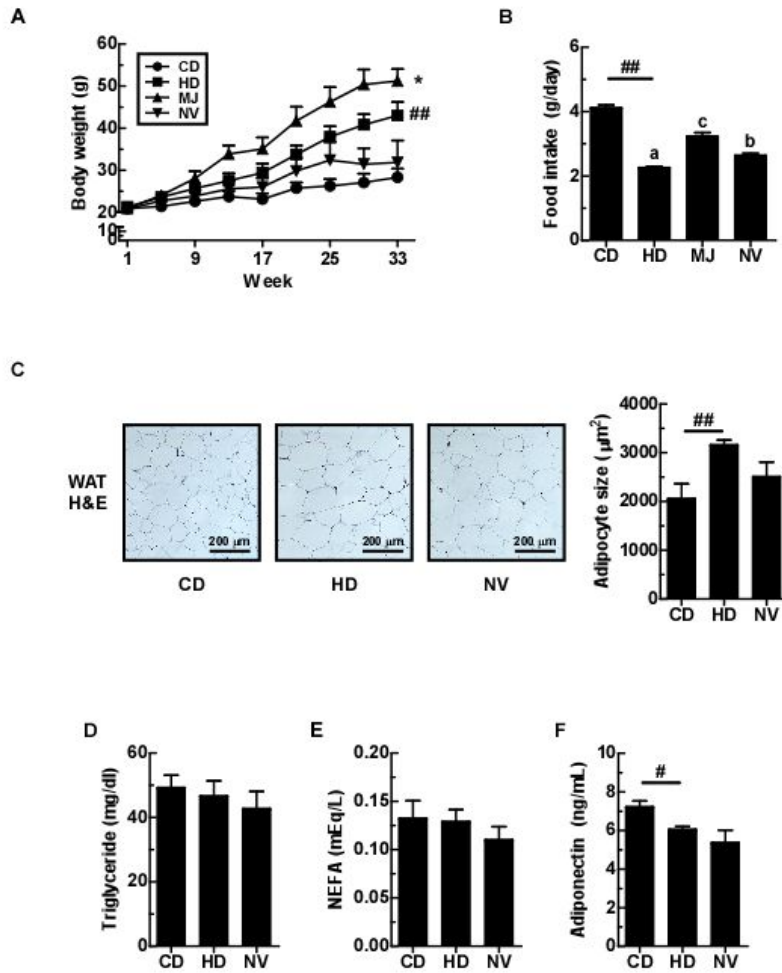 A
Body weight (g)
60
50
40
30
20
10
0
CD
HD
MJ
NV
*
##
1 9 17 25 33
Week
B
Food intake (g/day)
6
4
2
0
##
a
c
b
CD HD MJ NV
C
WAT
H&E
200 μm
200 μm
200 μm
CD HD NV
Adipocyte size (μm²)
4000
3000
2000
1000
0
##
CD HD NV
D
Triglyceride (mg/dl)
60
40
20
0
CD HD NV
E
NEFA (mEq/L)
0.20
0.15
0.10
0.05
0.00
CD HD NV
F
Adiponectin (ng/mL)
10
8
6
4
2
0
#
CD HD NV